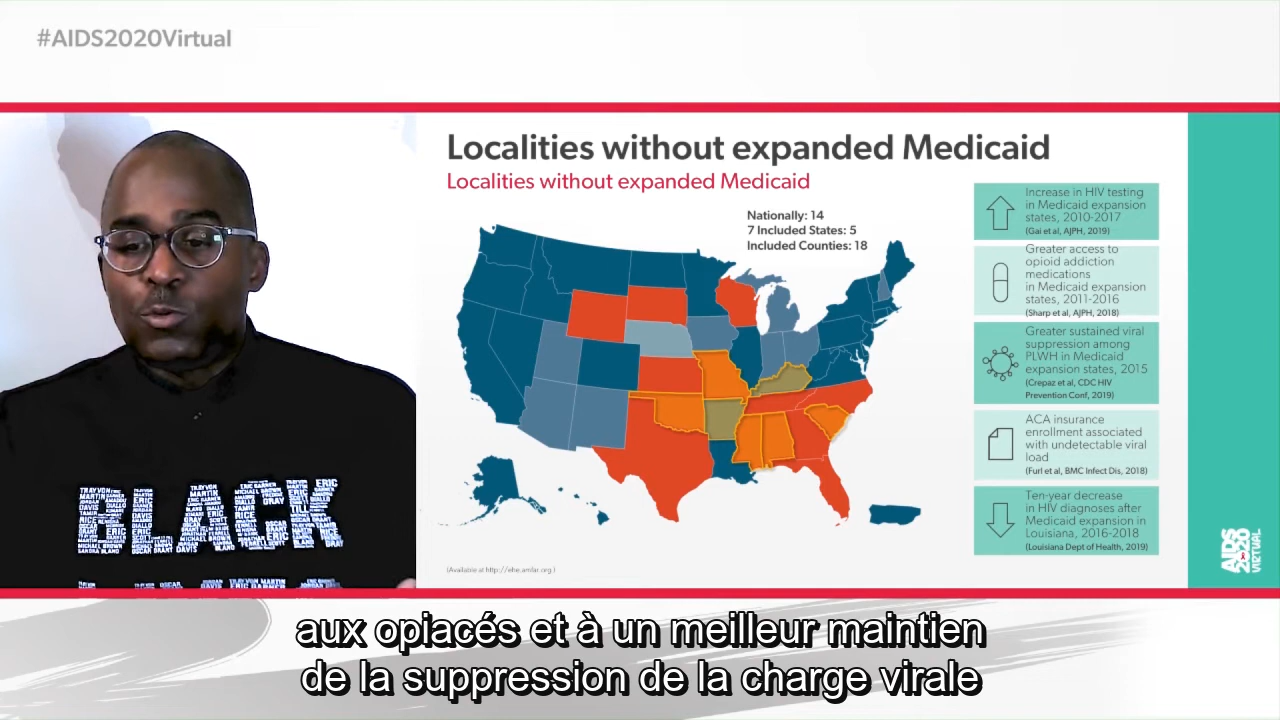 #AIDS2020Virtual
Localities without expanded Medicaid
Localities without expanded Medicaid
Nationally: 14
7 Included States: 5
Included Counties: 18
Increase in HIV testing
in Medicaid expansion
states, 2010-2017
(Gai et al, AJPH, 2019)
Greater access to
opioid addiction
medications
in Medicaid expansion
states, 2011-2016
(Sharp et al, AJPH, 2018)
Greater sustained viral
suppression among
PLWH in Medicaid
expansion states, 2015
(Crepaz et al, CDC HIV
Prevention Conf, 2019)
ACA insurance
enrollment associated
with undetectable viral
load
(Furl et al, BMC Infect Dis, 2018)
Ten-year decrease
in HIV diagnoses after
Medicaid expansion in
Louisiana, 2016-2018
(Louisiana Dept of Health, 2019)
(Available at http://ehe.amfar.org)
BLACK
AIDS
2020
VIRTUAL
aux opiacés et à un meilleur maintien
de la suppression de la charge virale